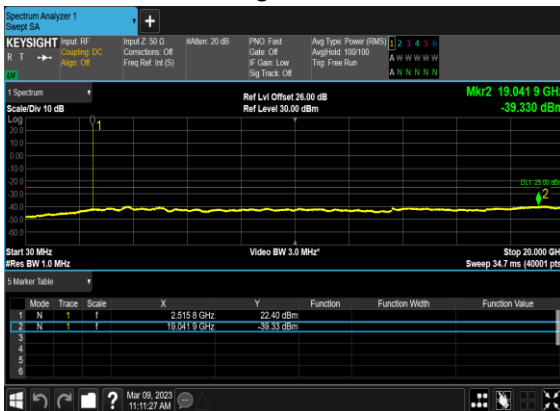 Spectrum Analyzer 1
Swept SA
KEYSIGHT Input: RF Input Z: 50 Ω #Atten: 20 dB PNO: Fast Avg Type: Power (RMS) 1 2 3 4 5 6
R T Coupling: DC Corrections: Off Gate: Off Avg|Hold: 100/100 A W W W W W
Align: Off Freq Ref: Int (S) IF Gain: Low Trig: Free Run
LV Sig Track: Off A N N N N N
1 Spectrum Ref Lvl Offset 26.00 dB Mkr2 19.041 9 GHz
Scale/Div 10 dB Ref Level 30.00 dBm -39.330 dBm
Log
20.0
10.0
0.00
-10.0
-20.0
-30.0
-40.0
-50.0
-60.0
1
DL1 -25.00 dBm
2
Start 30 MHz Video BW 3.0 MHz* Stop 20.000 GHz
#Res BW 1.0 MHz Sweep 34.7 ms (40001 pts)
5 Marker Table
Mode Trace Scale X Y Function Function Width Function Value
1 N 1 f 2.515 8 GHz 22.40 dBm
2 N 1 f 19.041 9 GHz -39.33 dBm
3
4
5
6
? Mar 09, 2023
11:11:27 AM